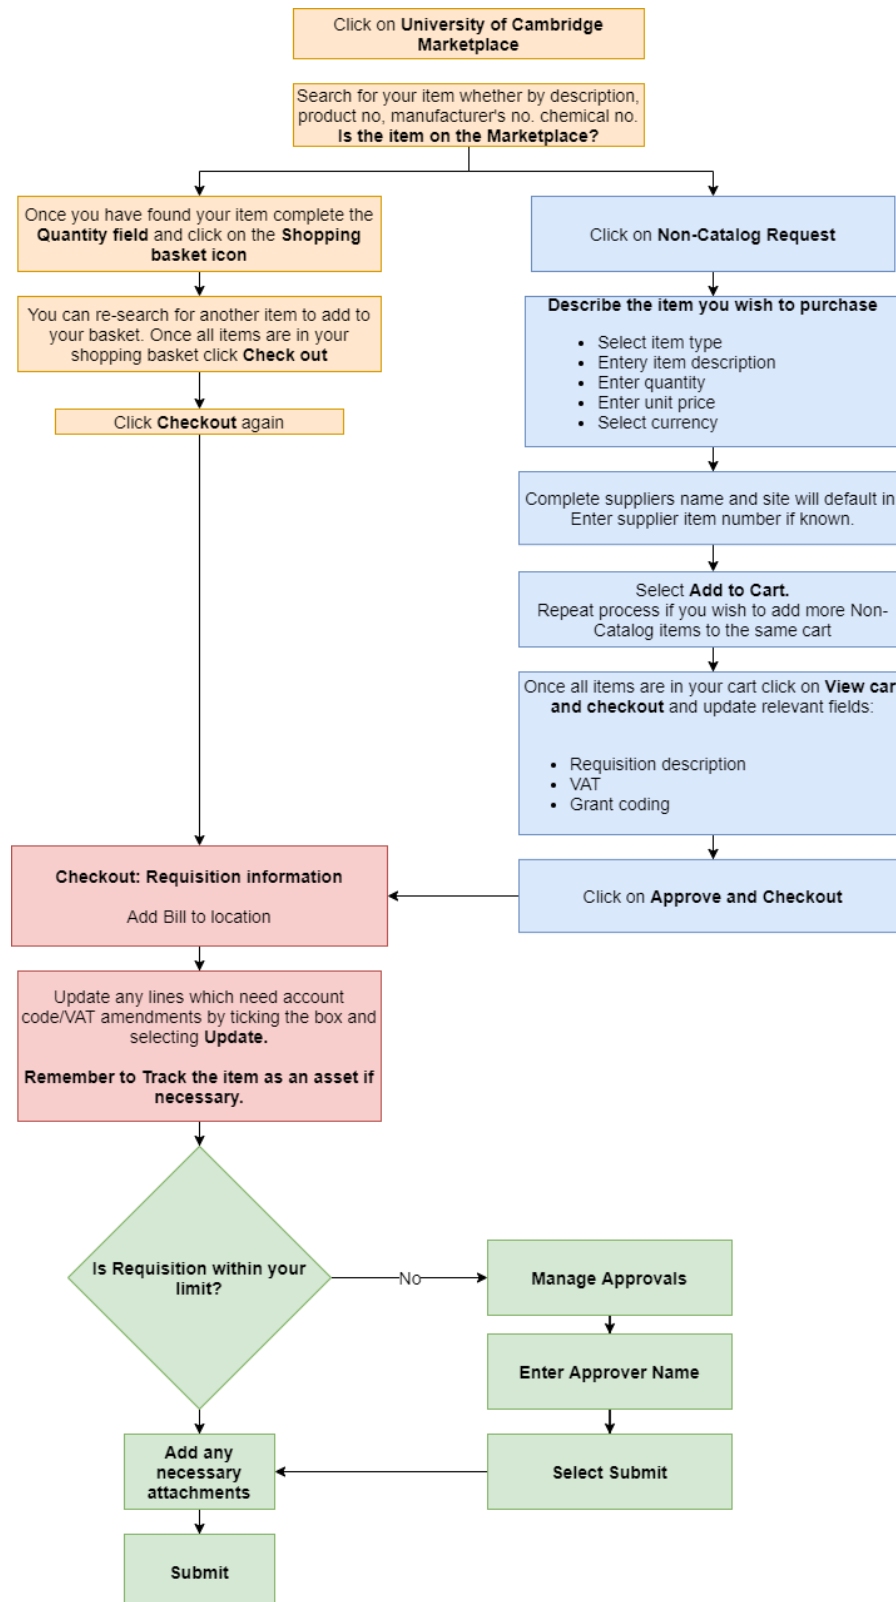 Click on University of Cambridge
Marketplace
Search for your item whether by description,
product no, manufacturer's no. chemical no.
Is the item on the Marketplace?
Once you have found your item complete the
Quantity field and click on the Shopping
basket icon
You can re-search for another item to add to
your basket. Once all items are in your
shopping basket click Check out
Click Checkout again
Click on Non-Catalog Request
Describe the item you wish to purchase
• Select item type
• Entery item description
• Enter quantity
• Enter unit price
• Select currency
Complete suppliers name and site will default in
Enter supplier item number if known.
Select Add to Cart.
Repeat process if you wish to add more Non-
Catalog items to the same cart
Once all items are in your cart click on View car
and checkout and update relevant fields:
• Requisition description
• VAT
• Grant coding
Click on Approve and Checkout
Checkout: Requisition information
Add Bill to location
Update any lines which need account
code/VAT amendments by ticking the box and
selecting Update.
Remember to Track the item as an asset if
necessary.
Is Requisition within your
limit?
No
Manage Approvals
Enter Approver Name
Select Submit
Add any
necessary
attachments
Submit